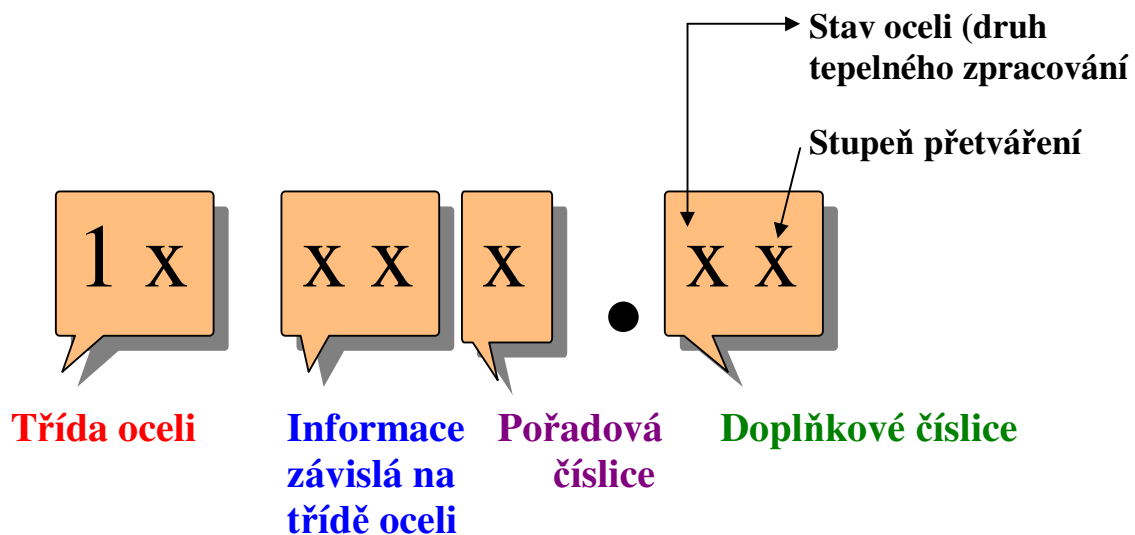 Stav oceli (druh
tepelného zpracování
Stupeň přetváření
1 x x x x . x x
Třída oceli
Informace
závislá na
třídě oceli
Pořadová
číslice
Doplňkové číslice